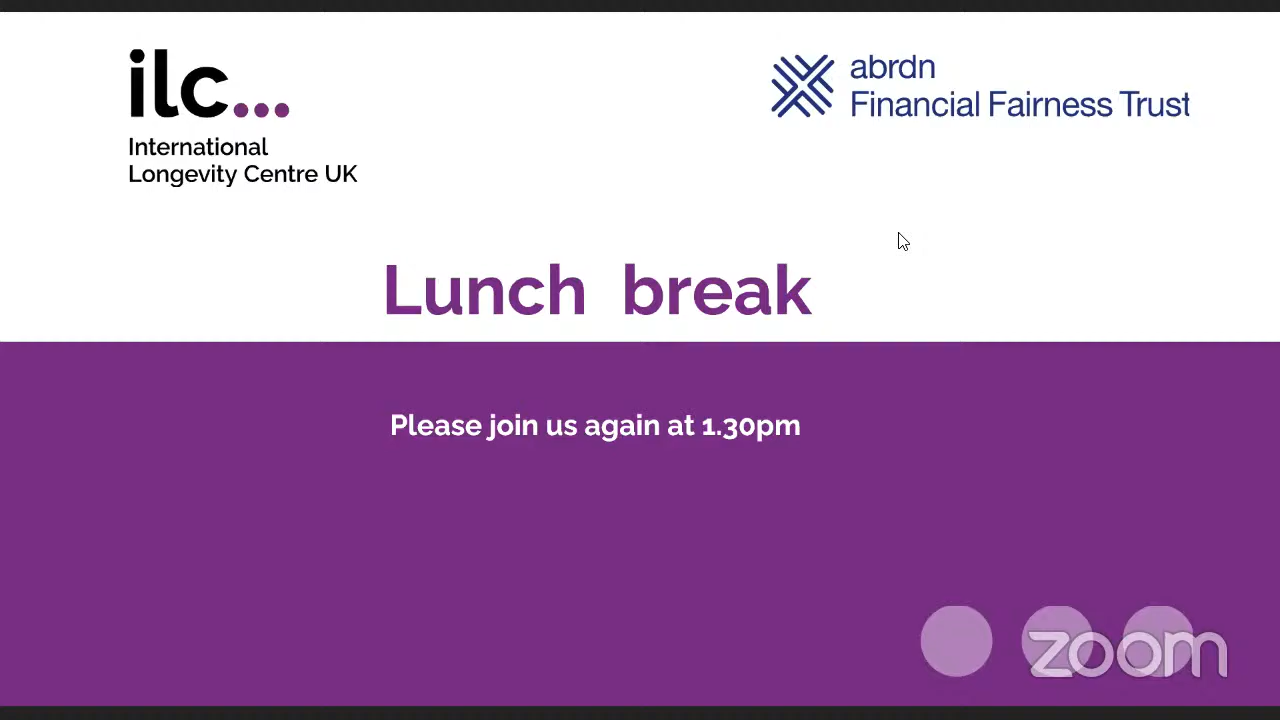 ilc...
International
Longevity Centre UK
abrdn
Financial Fairness Trust
Lunch break
Please join us again at 1.30pm
zoom